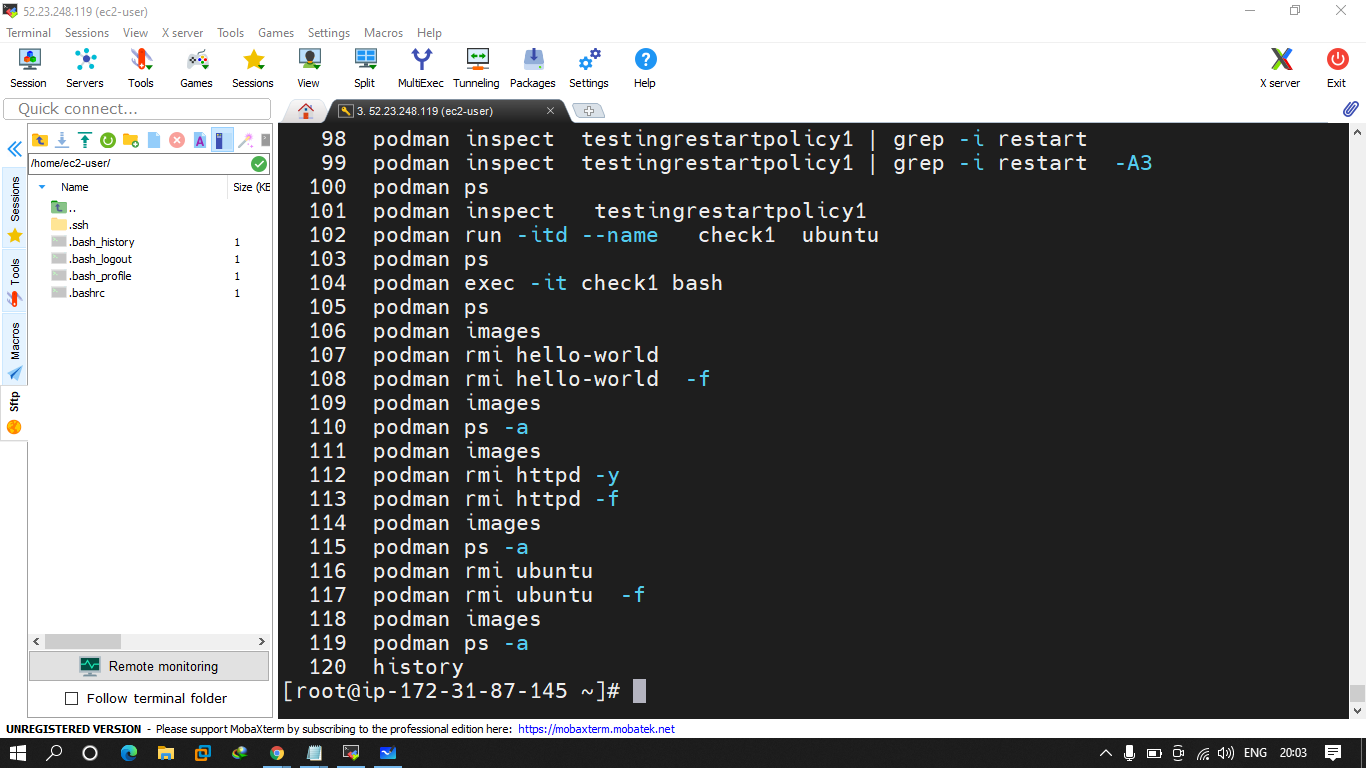 52.23.248.119 (ec2-user)
Terminal Sessions View X server Tools Games Settings Macros Help
Session Servers Tools Games Sessions View Split MultiExec Tunneling Packages Settings Help X server Exit
Quick connect...
3. 52.23.248.119 (ec2-user)
/home/ec2-user/
Name Size (KB
..
.ssh
.bash_history 1
.bash_logout 1
.bash_profile 1
.bashrc 1
Sessions
Tools
Macros
Sftp
Remote monitoring
Follow terminal folder
98 podman inspect testingrestartpolicy1 | grep -i restart
99 podman inspect testingrestartpolicy1 | grep -i restart -A3
100 podman ps
101 podman inspect testingrestartpolicy1
102 podman run -itd --name check1 ubuntu
103 podman ps
104 podman exec -it check1 bash
105 podman ps
106 podman images
107 podman rmi hello-world
108 podman rmi hello-world -f
109 podman images
110 podman ps -a
111 podman images
112 podman rmi httpd -y
113 podman rmi httpd -f
114 podman images
115 podman ps -a
116 podman rmi ubuntu
117 podman rmi ubuntu -f
118 podman images
119 podman ps -a
120 history
[root@ip-172-31-87-145 ~]#
UNREGISTERED VERSION - Please support MobaXterm by subscribing to the professional edition here: https://mobaxterm.mobatek.net
ENG 20:03